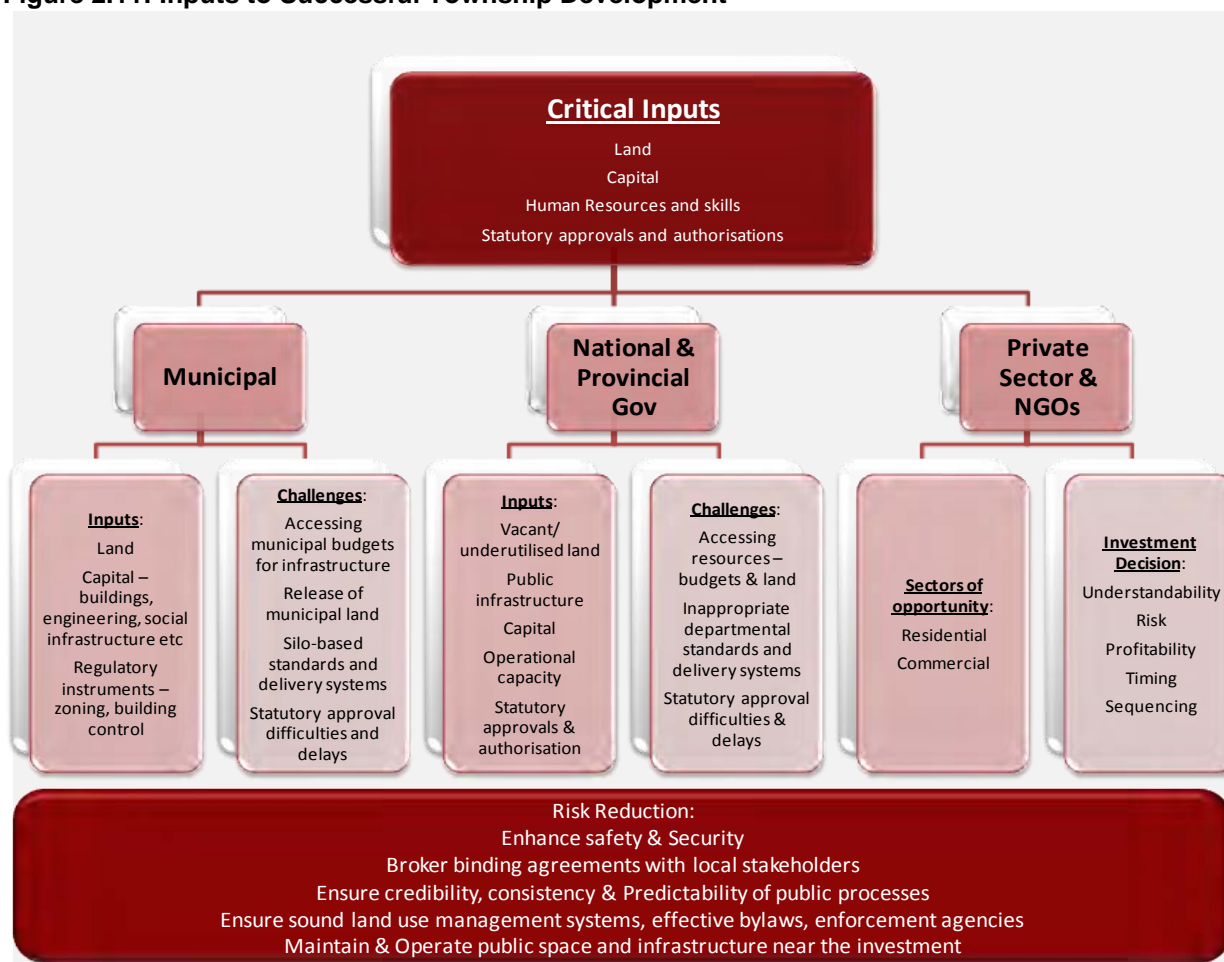 Figure 2.11: Inputs to Successful Township Development
Critical Inputs
Land
Capital
Human Resources and skills
Statutory approvals and authorisations
Municipal
National &
Provincial
Gov
Private
Sector &
NGOs
Inputs:
Land
Capital –
buildings,
engineering, social
infrastructure etc
Regulatory
instruments –
zoning, building
control
Challenges:
Accessing
municipal budgets
for infrastructure
Release of
municipal land
Silo-based
standards and
delivery systems
Statutory approval
difficulties and
delays
Inputs:
Vacant/
underutilised land
Public
infrastructure
Capital
Operational
capacity
Statutory
approvals &
authorisation
Challenges:
Accessing
resources –
budgets & land
Inappropriate
departmental
standards and
delivery systems
Statutory approval
difficulties &
delays
Sectors of
opportunity:
Residential
Commercial
Investment
Decision:
Understandability
Risk
Profitability
Timing
Sequencing
Risk Reduction:
Enhance safety & Security
Broker binding agreements with local stakeholders
Ensure credibility, consistency & Predictability of public processes
Ensure sound land use management systems, effective bylaws, enforcement agencies
Maintain & Operate public space and infrastructure near the investment